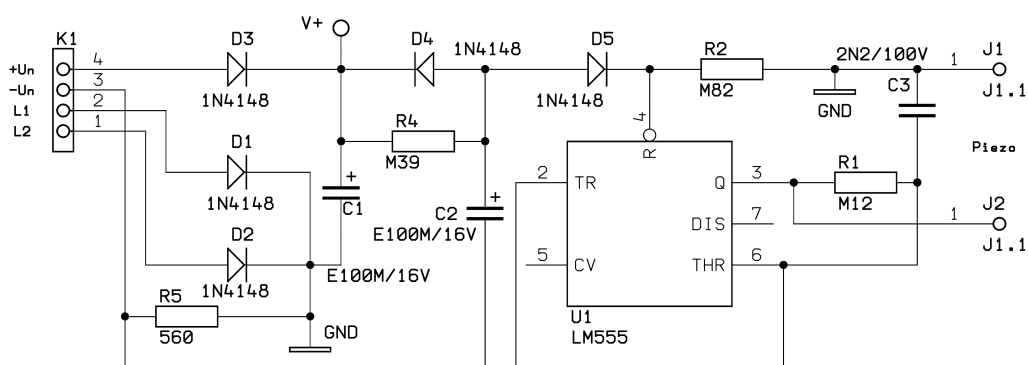 K1
V+
D3
D4
1N4148
D5
R2
2N2/100V
J1
+Un
4
1
-Un
3
1N4148
1N4148
M82
C3
J1.1
L1
2
GND
L2
1
R4
4
D1
M39
R
Piezo
+
2
TR
Q
3
R1
1N4148
C1
+
M12
J2
C2
DIS
7
1
D2
E100M/16V
J1.1
5
CV
THR
6
E100M/16V
1N4148
R5
U1
560
GND
LM555